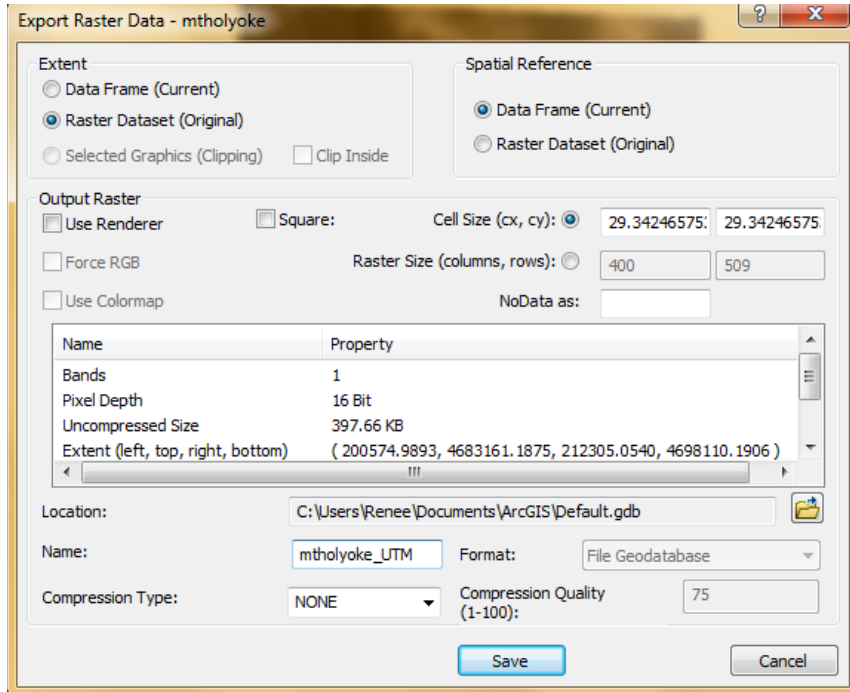 Export Raster Data - mtholyoke
Extent
Data Frame (Current)
Raster Dataset (Original)
Selected Graphics (Clipping) Clip Inside
Spatial Reference
Data Frame (Current)
Raster Dataset (Original)
Output Raster
Use Renderer Square: Cell Size (cx, cy): 29.34246575: 29.34246575.
Force RGB Raster Size (columns, rows): 400 509
Use Colormap NoData as:
Name Property
Bands 1
Pixel Depth 16 Bit
Uncompressed Size 397.66 KB
Extent (left, top, right, bottom) ( 200574.9893, 4683161.1875, 212305.0540, 4698110.1906 )
Location: C:\Users\Renee\Documents\ArcGIS\Default.gdb
Name: mtholyoke_UTM Format: File Geodatabase
Compression Type: NONE Compression Quality (1-100): 75
Save Cancel